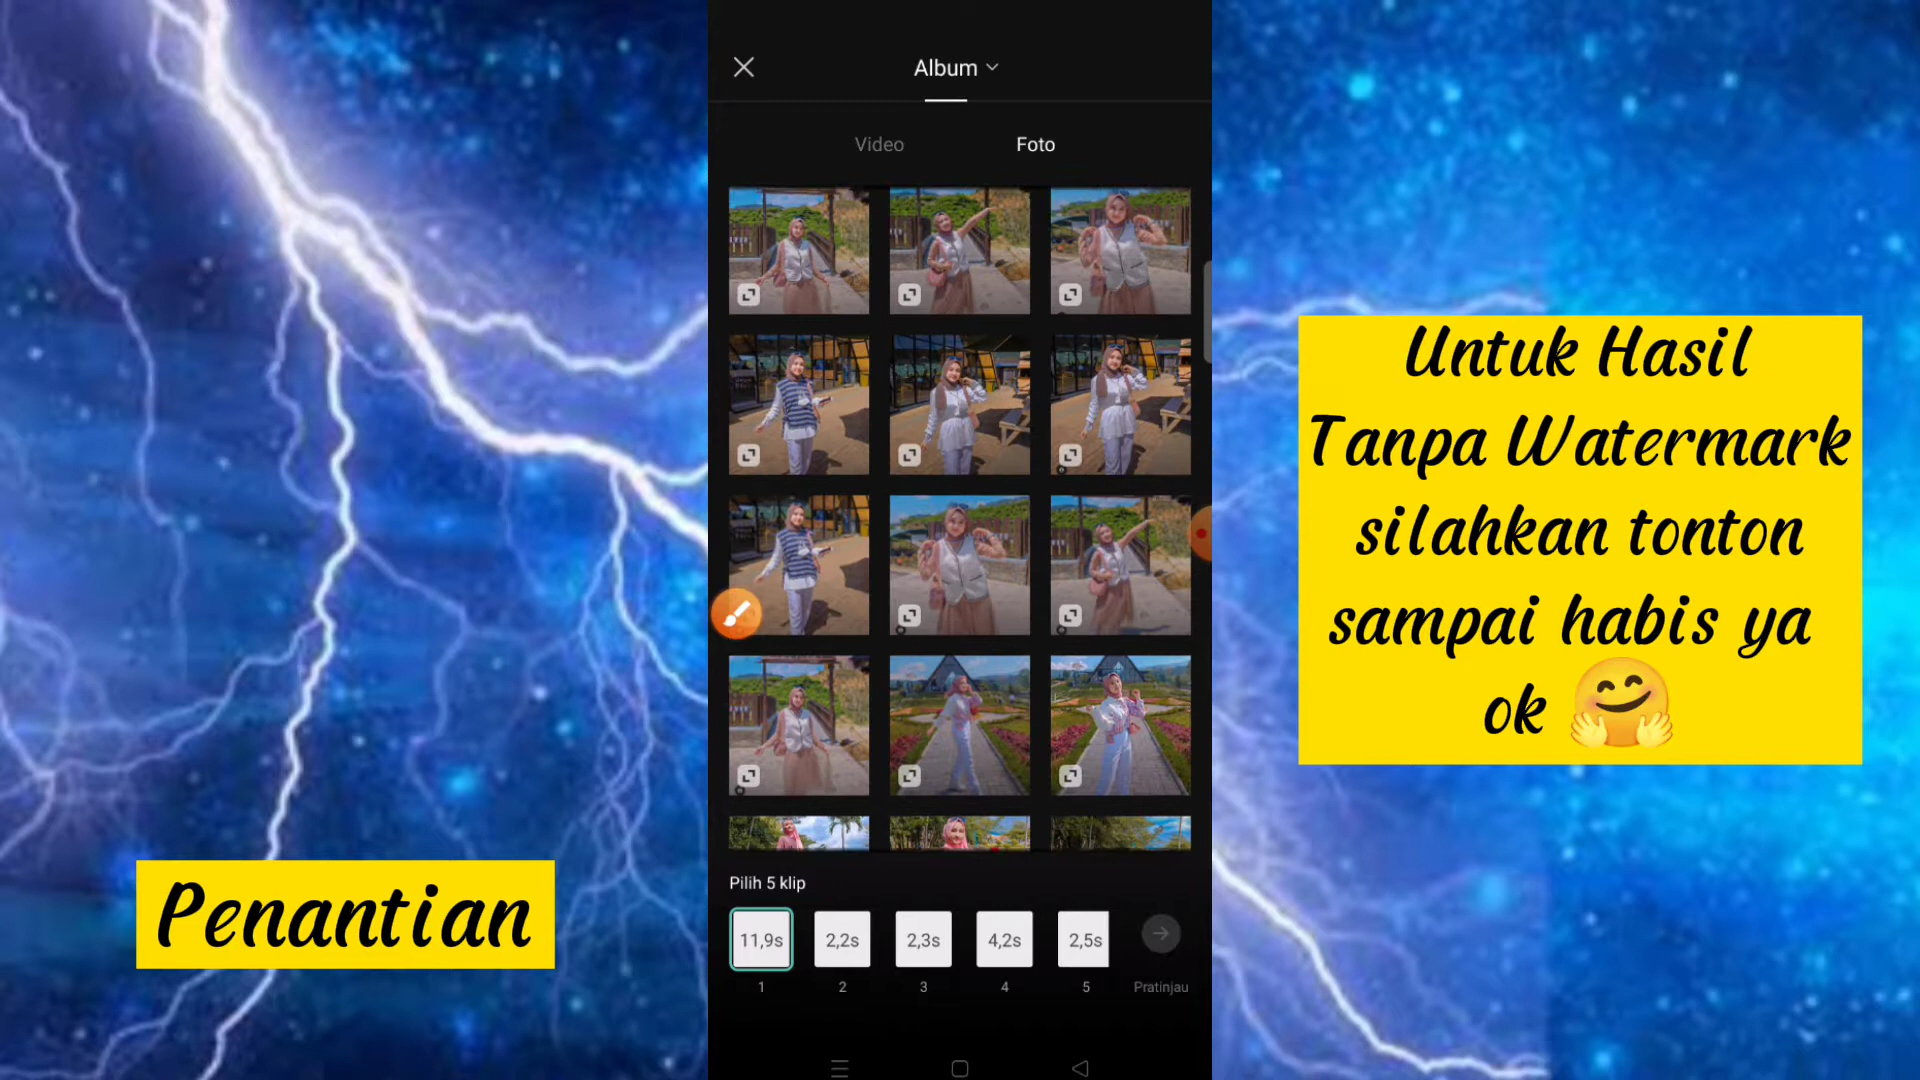 Album
Video Foto
Untuk Hasil
Tanpa Watermark
silahkan tonton
sampai habis ya
ok 🤗
Penantian
Pilih 5 klip
11,9s 2,2s 2,3s 4,2s 2,5s
1 2 3 4 5 Pratinjau